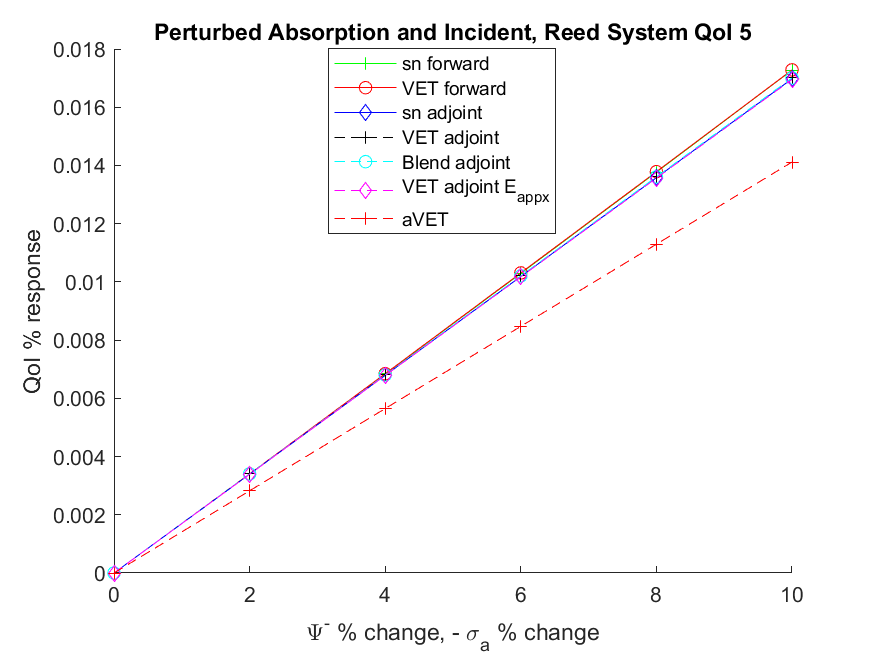 Perturbed Absorption and Incident, Reed System QoI 5
0.018
0.016
0.014
0.012
0.01
0.008
0.006
0.004
0.002
0
QoI % response
sn forward
VET forward
sn adjoint
VET adjoint
Blend adjoint
VET adjoint E_appx
aVET
0 2 4 6 8 10
Ψ⁻ % change, - σ_a % change